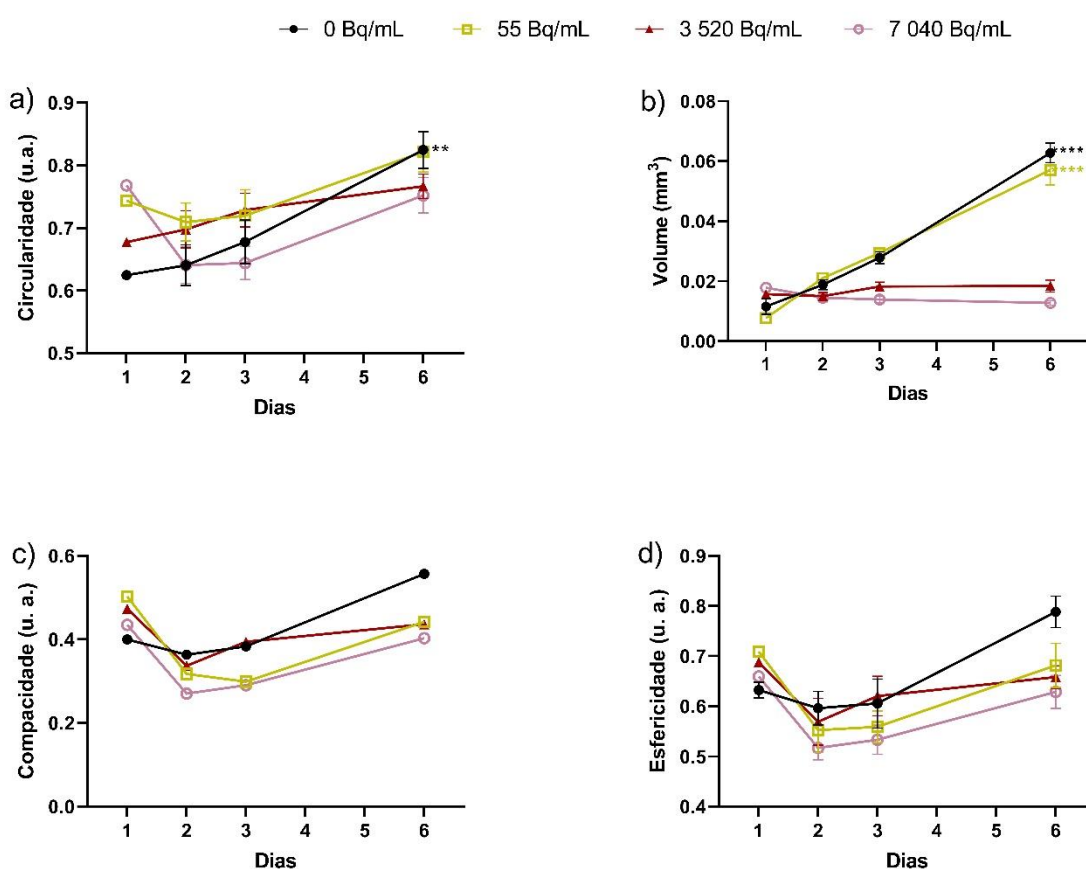 0 Bq/mL 55 Bq/mL 3 520 Bq/mL 7 040 Bq/mL
a)
Circularidade (u.a.)
0.9
0.8
0.7
0.6
0.5
**
1 2 3 4 5 6
Dias
b)
Volume (mm³)
0.08
0.06
0.04
0.02
0.00
****
****
1 2 3 4 5 6
Dias
c)
Compacidade (u. a.)
0.6
0.4
0.2
0.0
1 2 3 4 5 6
Dias
d)
Esfericidade (u. a.)
0.9
0.8
0.7
0.6
0.5
0.4
1 2 3 4 5 6
Dias